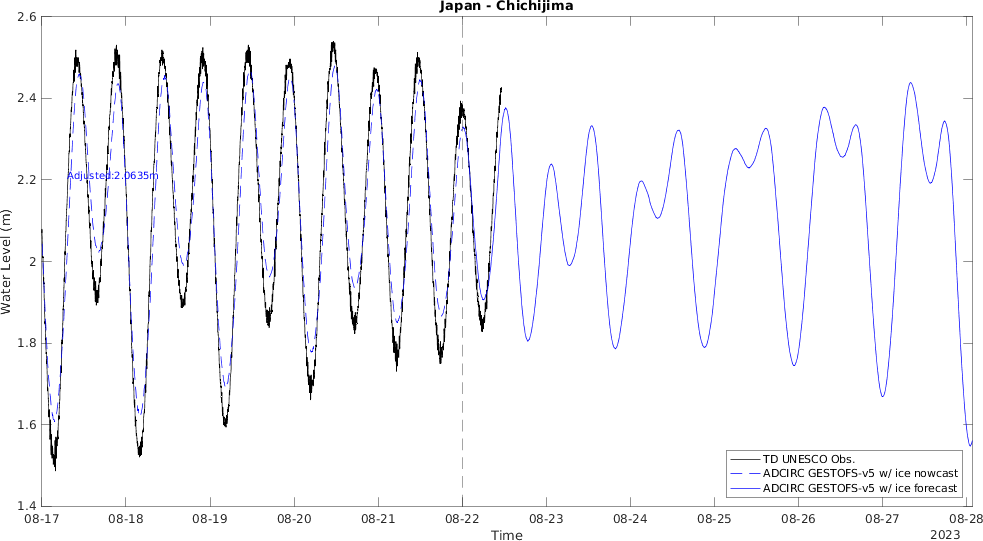 Japan - Chichijima
2.6
2.4
2.2
2
1.8
1.6
1.4
Water Level (m)
Adjusted:2.0635m
TD UNESCO Obs.
ADCIRC GESTOFS-v5 w/ ice nowcast
ADCIRC GESTOFS-v5 w/ ice forecast
08-17 08-18 08-19 08-20 08-21 08-22 08-23 08-24 08-25 08-26 08-27 08-28
Time
2023